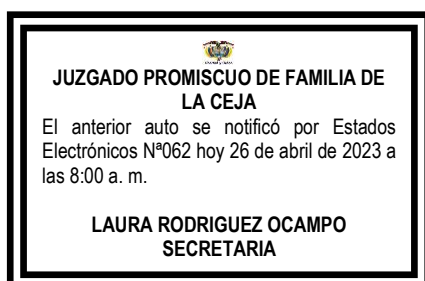 JUZGADO PROMISCUO DE FAMILIA DE
LA CEJA
El anterior auto se notificó por Estados
Electrónicos Nª062 hoy 26 de abril de 2023 a
las 8:00 a. m.
LAURA RODRIGUEZ OCAMPO
SECRETARIA